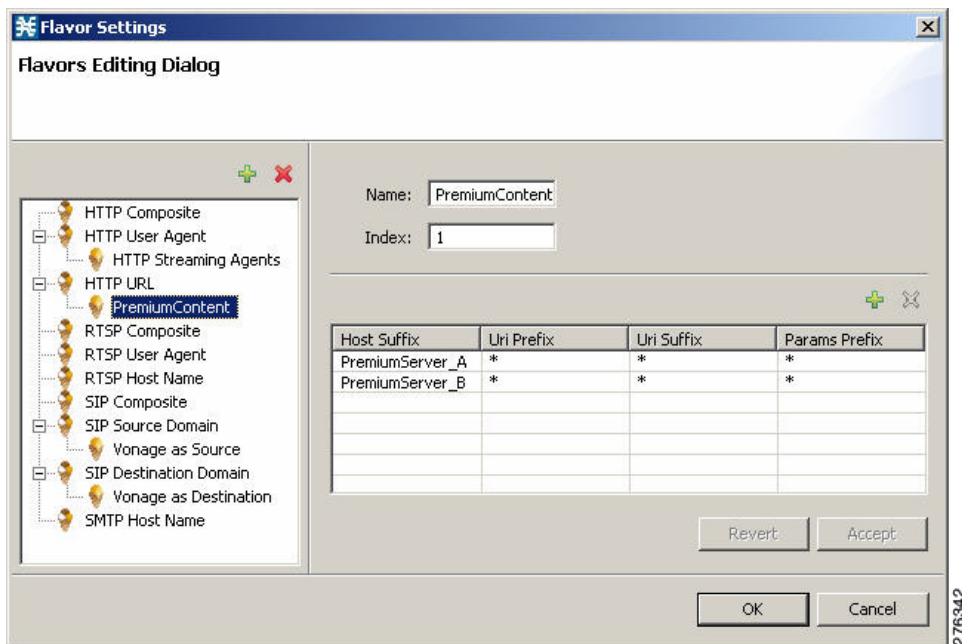 Flavor Settings
Flavors Editing Dialog
HTTP Composite
HTTP User Agent
HTTP Streaming Agents
HTTP URL
PremiumContent
RTSP Composite
RTSP User Agent
RTSP Host Name
SIP Composite
SIP Source Domain
Vonage as Source
SIP Destination Domain
Vonage as Destination
SMTP Host Name
Name: PremiumContent
Index: 1
Host Suffix Uri Prefix Uri Suffix Params Prefix
PremiumServer_A * * *
PremiumServer_B * * *
Revert Accept
OK Cancel
276342